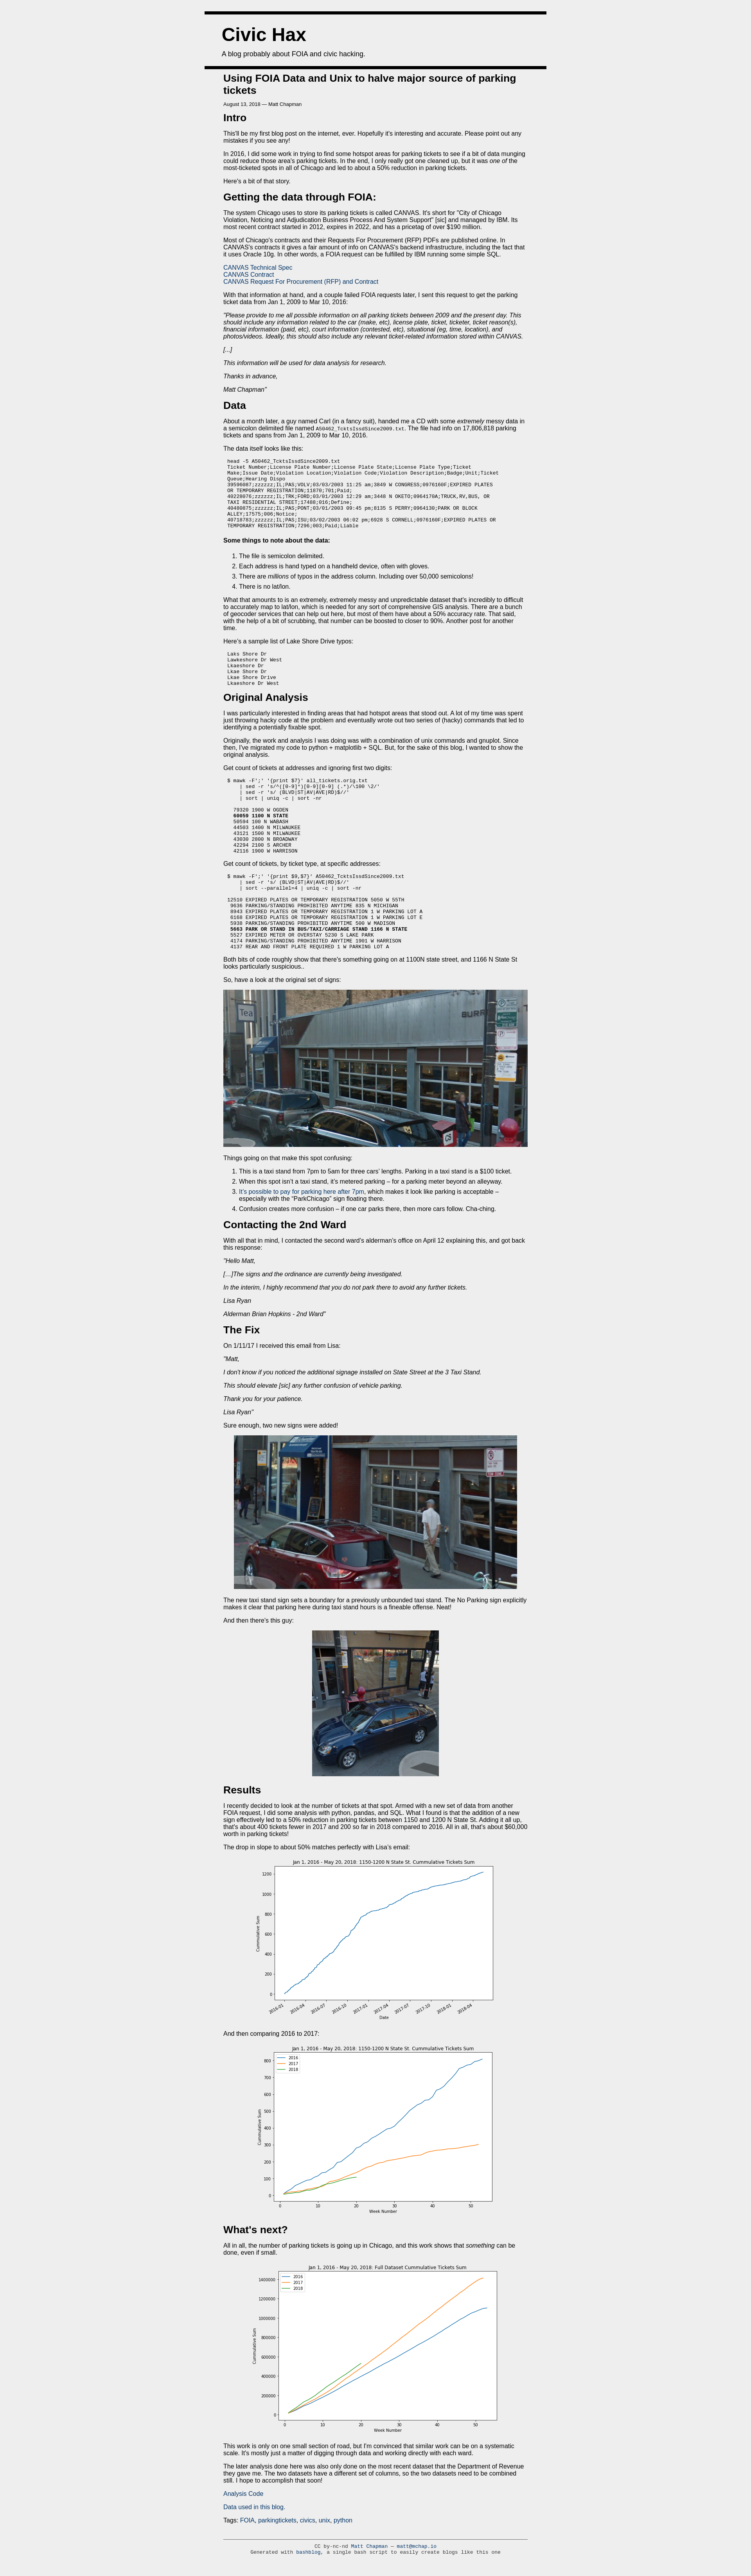 Civic Hax
A blog probably about FOIA and civic hacking.
Using FOIA Data and Unix to halve major source of parking
tickets
August 13, 2018 — Matt Chapman
Intro
This'll be my first blog post on the internet, ever. Hopefully it's interesting and accurate. Please point out any
mistakes if you see any!
In 2016, I did some work in trying to find some hotspot areas for parking tickets to see if a bit of data munging
could reduce those area's parking tickets. In the end, I only really got one cleaned up, but it was one of the
most-ticketed spots in all of Chicago and led to about a 50% reduction in parking tickets.
Here's a bit of that story.
Getting the data through FOIA:
The system Chicago uses to store its parking tickets is called CANVAS. It's short for "City of Chicago
Violation, Noticing and Adjudication Business Process And System Support" [sic] and managed by IBM. Its
most recent contract started in 2012, expires in 2022, and has a pricetag of over $190 million.
Most of Chicago's contracts and their Requests For Procurement (RFP) PDFs are published online. In
CANVAS's contracts it gives a fair amount of info on CANVAS's backend infrastructure, including the fact that
it uses Oracle 10g. In other words, a FOIA request can be fulfilled by IBM running some simple SQL.
CANVAS Technical Spec
CANVAS Contract
CANVAS Request For Procurement (RFP) and Contract
With that information at hand, and a couple failed FOIA requests later, I sent this request to get the parking
ticket data from Jan 1, 2009 to Mar 10, 2016:
"Please provide to me all possible information on all parking tickets between 2009 and the present day. This
should include any information related to the car (make, etc), license plate, ticket, ticketer, ticket reason(s),
financial information (paid, etc), court information (contested, etc), situational (eg, time, location), and
photos/videos. Ideally, this should also include any relevant ticket-related information stored within CANVAS.
[...]
This information will be used for data analysis for research.
Thanks in advance,
Matt Chapman"
Data
About a month later, a guy named Carl (in a fancy suit), handed me a CD with some extremely messy data in
a semicolon delimited file named A50462_TcktsIssdSince2009.txt. The file had info on 17,806,818 parking
tickets and spans from Jan 1, 2009 to Mar 10, 2016.
The data itself looks like this:
head -5 A50462_TcktsIssdSince2009.txt
Ticket Number;License Plate Number;License Plate State;License Plate Type;Ticket
Make;Issue Date;Violation Location;Violation Code;Violation Description;Badge;Unit;Ticket
Queue;Hearing Dispo
39596087;zzzzzz;IL;PAS;VOLV;03/03/2003 11:25 am;3849 W CONGRESS;0976160F;EXPIRED PLATES
OR TEMPORARY REGISTRATION;11870;701;Paid;
40228076;zzzzzz;IL;TRK;FORD;03/01/2003 12:29 am;3448 N OKETO;0964170A;TRUCK,RV,BUS, OR
TAXI RESIDENTIAL STREET;17488;016;Define;
40480875;zzzzzz;IL;PAS;PONT;03/01/2003 09:45 pm;8135 S PERRY;0964130;PARK OR BLOCK
ALLEY;17575;006;Notice;
40718783;zzzzzz;IL;PAS;ISU;03/02/2003 06:02 pm;6928 S CORNELL;0976160F;EXPIRED PLATES OR
TEMPORARY REGISTRATION;7296;003;Paid;Liable
Some things to note about the data:
1. The file is semicolon delimited.
2. Each address is hand typed on a handheld device, often with gloves.
3. There are millions of typos in the address column. Including over 50,000 semicolons!
4. There is no lat/lon.
What that amounts to is an extremely, extremely messy and unpredictable dataset that's incredibly to difficult
to accurately map to lat/lon, which is needed for any sort of comprehensive GIS analysis. There are a bunch
of geocoder services that can help out here, but most of them have about a 50% accuracy rate. That said,
with the help of a bit of scrubbing, that number can be boosted to closer to 90%. Another post for another
time.
Here's a sample list of Lake Shore Drive typos:
Laks Shore Dr
Lawkeshore Dr West
Lkaeshore Dr
Lkae Shore Dr
Lkae Shore Drive
Lkaeshore Dr West
Original Analysis
I was particularly interested in finding areas that had hotspot areas that stood out. A lot of my time was spent
just throwing hacky code at the problem and eventually wrote out two series of (hacky) commands that led to
identifying a potentially fixable spot.
Originally, the work and analysis I was doing was with a combination of unix commands and gnuplot. Since
then, I've migrated my code to python + matplotlib + SQL. But, for the sake of this blog, I wanted to show the
original analysis.
Get count of tickets at addresses and ignoring first two digits:
$ mawk -F';' '{print $7}' all_tickets.orig.txt
| sed -r 's/^([0-9]*)[0-9][0-9] (.*)/\100 \2/'
| sed -r 's/ (BLVD|ST|AV|AVE|RD)$//'
| sort | uniq -c | sort -nr
79320 1900 W OGDEN
60059 1100 N STATE
50594 100 N WABASH
44503 1400 N MILWAUKEE
43121 1500 N MILWAUKEE
43030 2800 N BROADWAY
42294 2100 S ARCHER
42116 1900 W HARRISON
Get count of tickets, by ticket type, at specific addresses:
$ mawk -F';' '{print $9,$7}' A50462_TcktsIssdSince2009.txt
| sed -r 's/ (BLVD|ST|AV|AVE|RD)$//'
| sort --parallel=4 | uniq -c | sort -nr
12510 EXPIRED PLATES OR TEMPORARY REGISTRATION 5050 W 55TH
9636 PARKING/STANDING PROHIBITED ANYTIME 835 N MICHIGAN
8943 EXPIRED PLATES OR TEMPORARY REGISTRATION 1 W PARKING LOT A
6168 EXPIRED PLATES OR TEMPORARY REGISTRATION 1 W PARKING LOT E
5938 PARKING/STANDING PROHIBITED ANYTIME 500 W MADISON
5663 PARK OR STAND IN BUS/TAXI/CARRIAGE STAND 1166 N STATE
5527 EXPIRED METER OR OVERSTAY 5230 S LAKE PARK
4174 PARKING/STANDING PROHIBITED ANYTIME 1901 W HARRISON
4137 REAR AND FRONT PLATE REQUIRED 1 W PARKING LOT A
Both bits of code roughly show that there's something going on at 1100N state street, and 1166 N State St
looks particularly suspicious..
So, have a look at the original set of signs:
Tea
Things going on that make this spot confusing:
1. This is a taxi stand from 7pm to 5am for three cars' lengths. Parking in a taxi stand is a $100 ticket.
2. When this spot isn't a taxi stand, it's metered parking – for a parking meter beyond an alleyway.
3. It's possible to pay for parking here after 7pm, which makes it look like parking is acceptable –
especially with the "ParkChicago" sign floating there.
4. Confusion creates more confusion – if one car parks there, then more cars follow. Cha-ching.
Contacting the 2nd Ward
With all that in mind, I contacted the second ward's alderman's office on April 12 explaining this, and got back
this response:
"Hello Matt,
[…]The signs and the ordinance are currently being investigated.
In the interim, I highly recommend that you do not park there to avoid any further tickets.
Lisa Ryan
Alderman Brian Hopkins - 2nd Ward"
The Fix
On 1/11/17 I received this email from Lisa:
"Matt,
I don't know if you noticed the additional signage installed on State Street at the 3 Taxi Stand.
This should elevate [sic] any further confusion of vehicle parking.
Thank you for your patience.
Lisa Ryan"
Sure enough, two new signs were added!
The new taxi stand sign sets a boundary for a previously unbounded taxi stand. The No Parking sign explicitly
makes it clear that parking here during taxi stand hours is a fineable offense. Neat!
And then there's this guy:
Results
I recently decided to look at the number of tickets at that spot. Armed with a new set of data from another
FOIA request, I did some analysis with python, pandas, and SQL. What I found is that the addition of a new
sign effectively led to a 50% reduction in parking tickets between 1150 and 1200 N State St. Adding it all up,
that's about 400 tickets fewer in 2017 and 200 so far in 2018 compared to 2016. All in all, that's about $60,000
worth in parking tickets!
The drop in slope to about 50% matches perfectly with Lisa's email:
Jan 1, 2016 - May 20, 2018: 1150-1200 N State St. Cummulative Tickets Sum
1200
1000
800
600
400
200
0
Cummulative Sum
2016-01 2016-04 2016-07 2016-10 2017-01 2017-04 2017-07 2017-10 2018-01 2018-04
Date
And then comparing 2016 to 2017:
Jan 1, 2016 - May 20, 2018: 1150-1200 N State St. Cummulative Tickets Sum
2016
2017
2018
800
700
600
500
400
300
200
100
0
Cummulative Sum
0 10 20 30 40 50
Week Number
What's next?
All in all, the number of parking tickets is going up in Chicago, and this work shows that something can be
done, even if small.
Jan 1, 2016 - May 20, 2018: Full Dataset Cummulative Tickets Sum
2016
2017
2018
1400000
1200000
1000000
800000
600000
400000
200000
0
Cummulative Sum
0 10 20 30 40 50
Week Number
This work is only on one small section of road, but I'm convinced that similar work can be on a systematic
scale. It's mostly just a matter of digging through data and working directly with each ward.
The later analysis done here was also only done on the most recent dataset that the Department of Revenue
they gave me. The two datasets have a different set of columns, so the two datasets need to be combined
still. I hope to accomplish that soon!
Analysis Code
Data used in this blog.
Tags: FOIA, parkingtickets, civics, unix, python
CC by-nc-nd Matt Chapman — matt@mchap.io
Generated with bashblog, a single bash script to easily create blogs like this one